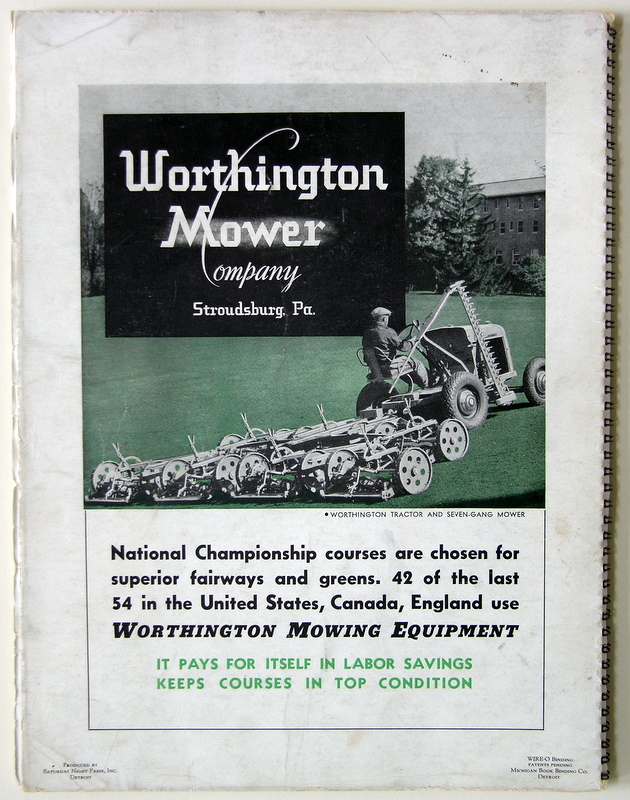 Worthington
Mower
Company
Stroudsburg, Pa.
•WORTHINGTON TRACTOR AND SEVEN-GANG MOWER
National Championship courses are chosen for
superior fairways and greens. 42 of the last
54 in the United States, Canada, England use
WORTHINGTON MOWING EQUIPMENT
IT PAYS FOR ITSELF IN LABOR SAVINGS
KEEPS COURSES IN TOP CONDITION
PRODUCED BY
SATURDAY NIGHT PRESS, INC.
DETROIT
WIRE-O BINDING
PATENTS PENDING
MICHIGAN BOOK BINDING CO.
DETROIT